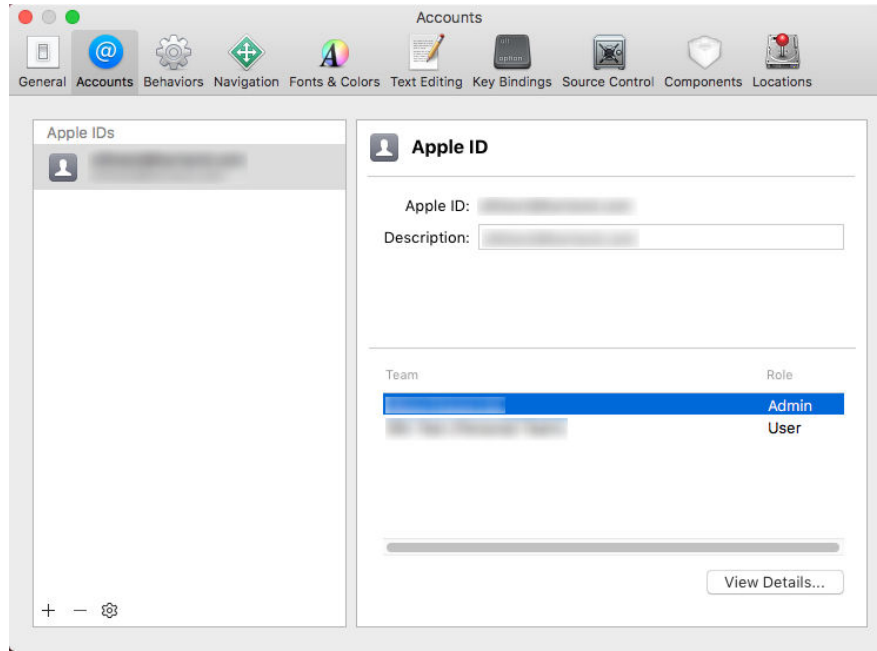 Accounts
General Accounts Behaviors Navigation Fonts & Colors Text Editing Key Bindings Source Control Components Locations
Apple IDs
Apple ID
Apple ID:
Description:
Team Role
Admin
User
View Details...